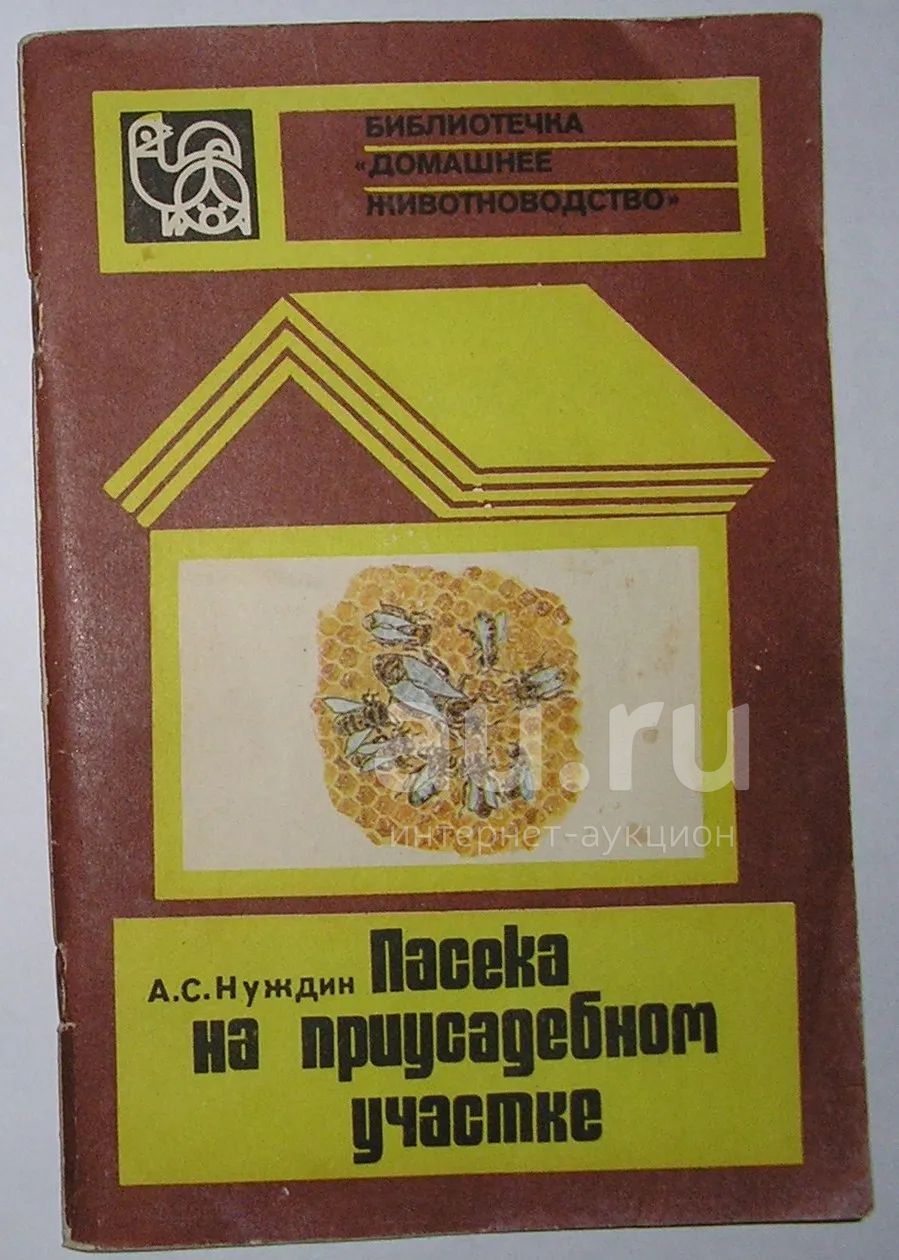 БИБЛИОТЕЧКА
«ДОМАШНЕЕ
ЖИВОТНОВОДСТВО»
au.ru
интернет-аукцион
А.С.Нуждин Пасека
на приусадебном
участке